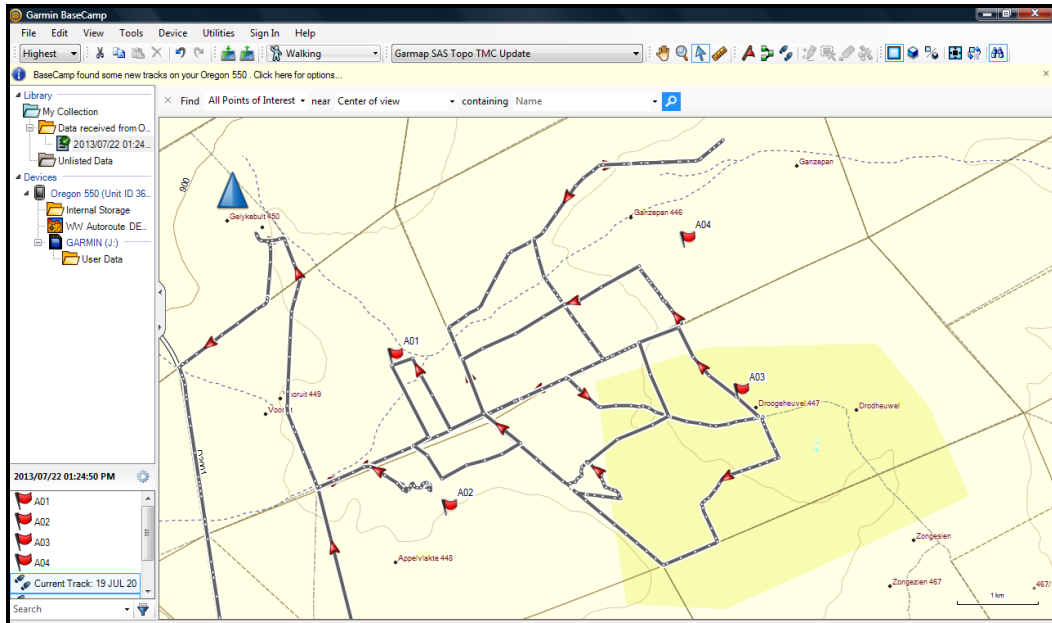 Garmin BaseCamp
File Edit View Tools Device Utilities Sign In Help
Highest Walking Garmap SAS Topo TMC Update
BaseCamp found some new tracks on your Oregon 550 . Click here for options...
Library
My Collection
Data received from O...
2013/07/22 01:24...
Unlisted Data
Devices
Oregon 550 (Unit ID 36...
Internal Storage
WW Autoroute DE...
GARMIN (J:)
User Data
Find All Points of Interest near Center of view containing Name
900
Ganzepan
Gelykebult 450
Ganzepan 446
A04
A01
A03
Droogeheuvel 447
Drodheuwel
A02
Appelvlakte 448
Zongesien
Zongezien 467
467/
1 km
2013/07/22 01:24:50 PM
A01
A02
A03
A04
Current Track: 19 JUL 20
Search